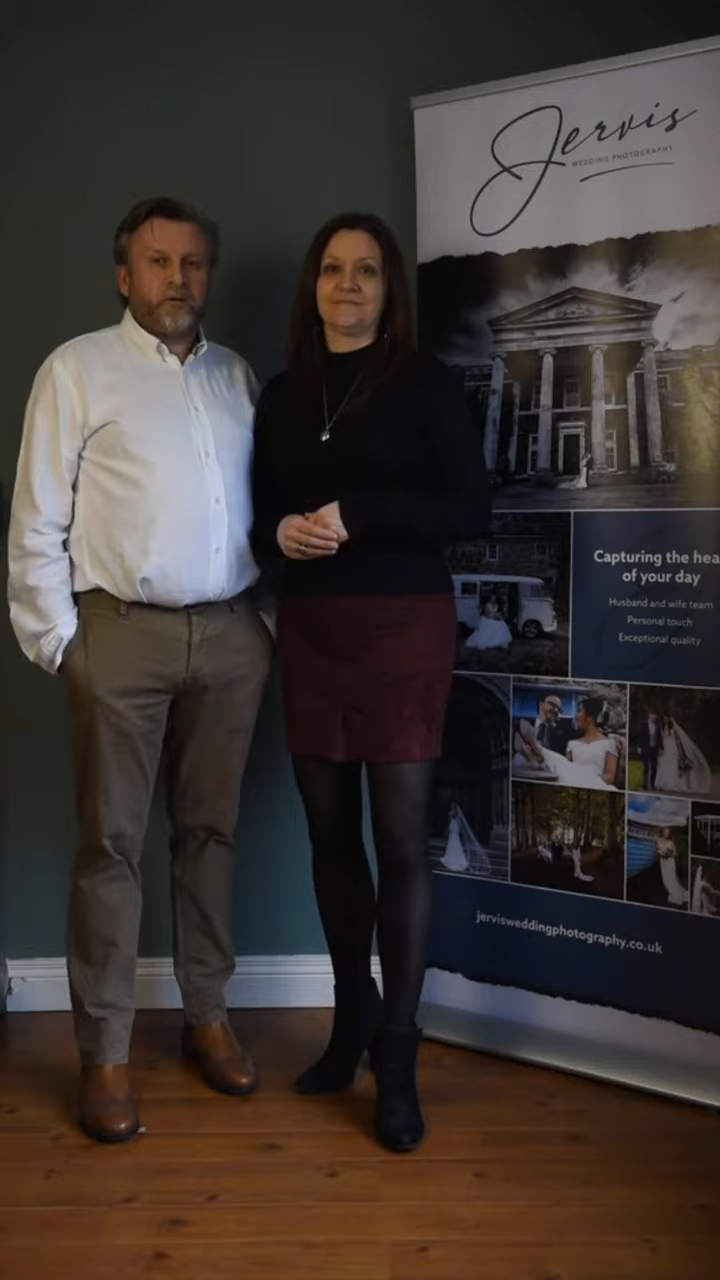 Jervis
WEDDING PHOTOGRAPHY
Capturing the hea
of your day
Husband and wife team
Personal touch
Exceptional quality
jervisweddingphotography.co.uk